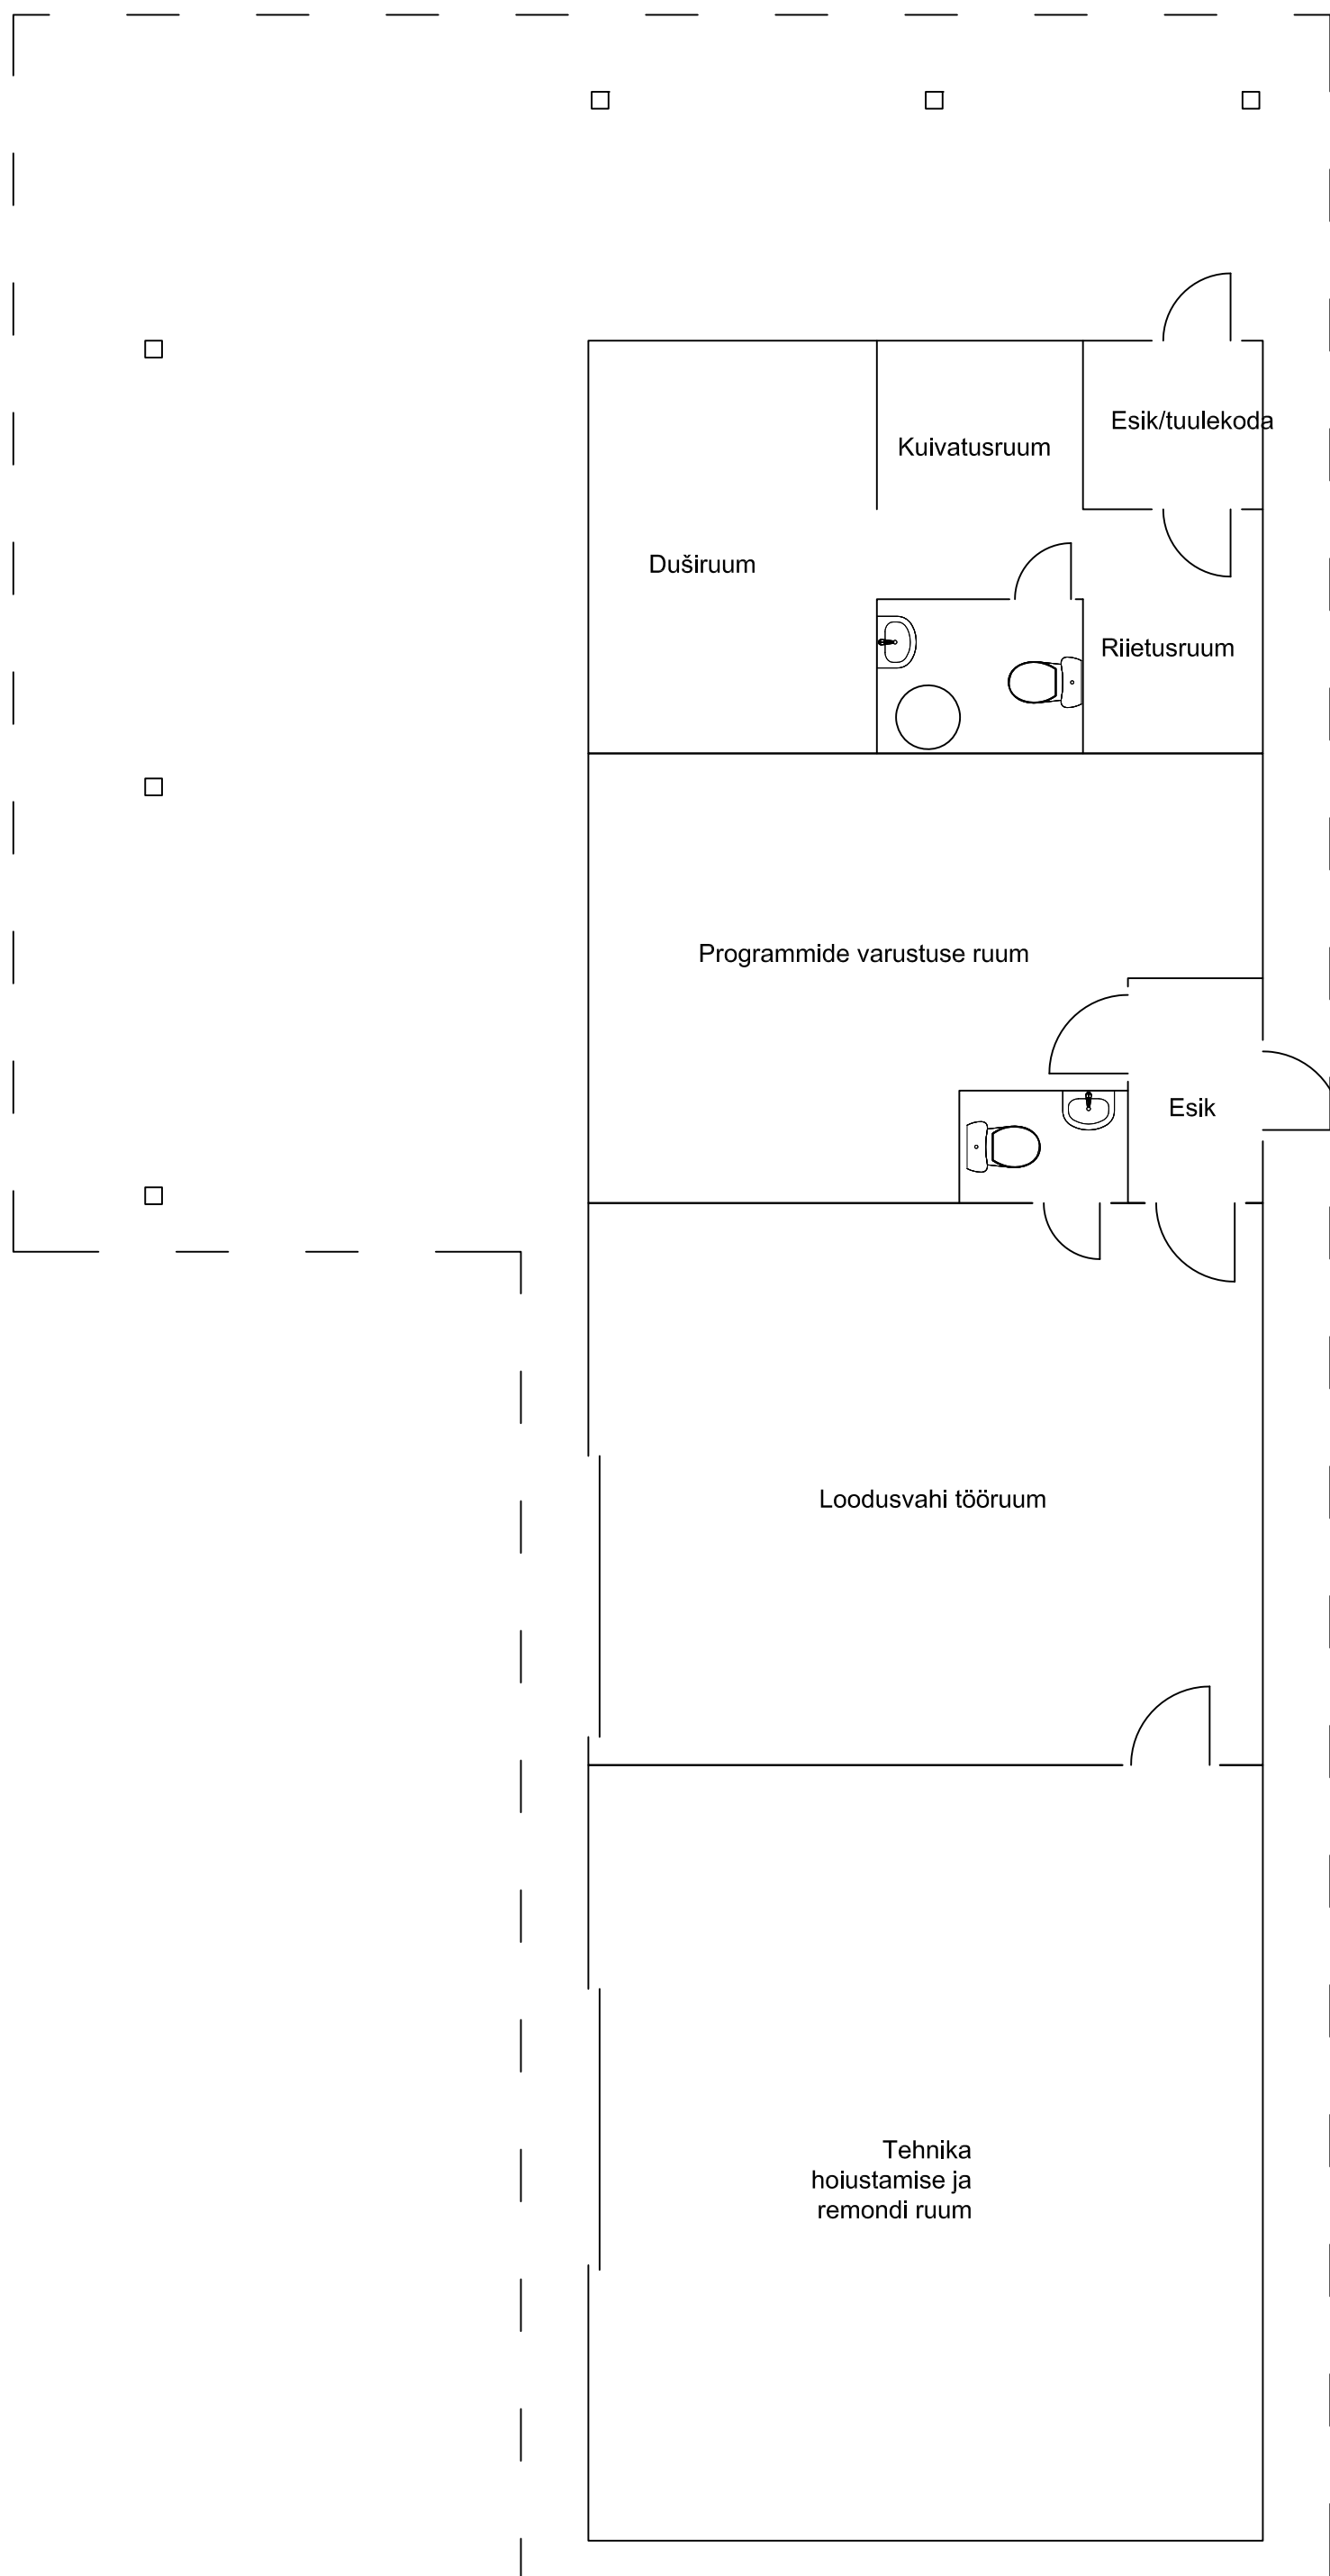 Esik/tuulekoda
Kuivatusruum
Duširuum
Riietusruum
Programmide varustuse ruum
Esik
Loodusvahi tööruum
Tehnika
hoiustamise ja
remondi ruum